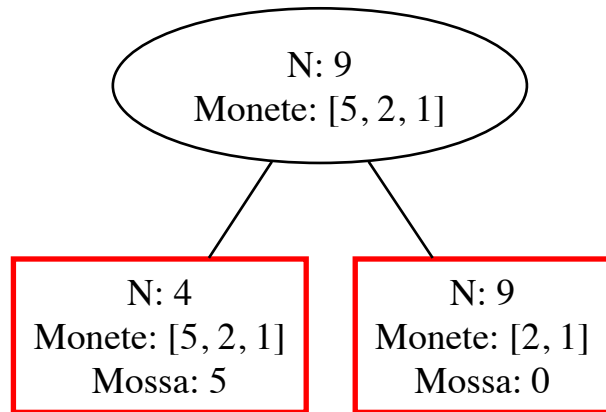 N: 9
Monete: [5, 2, 1]
N: 4
Monete: [5, 2, 1]
Mossa: 5
N: 9
Monete: [2, 1]
Mossa: 0